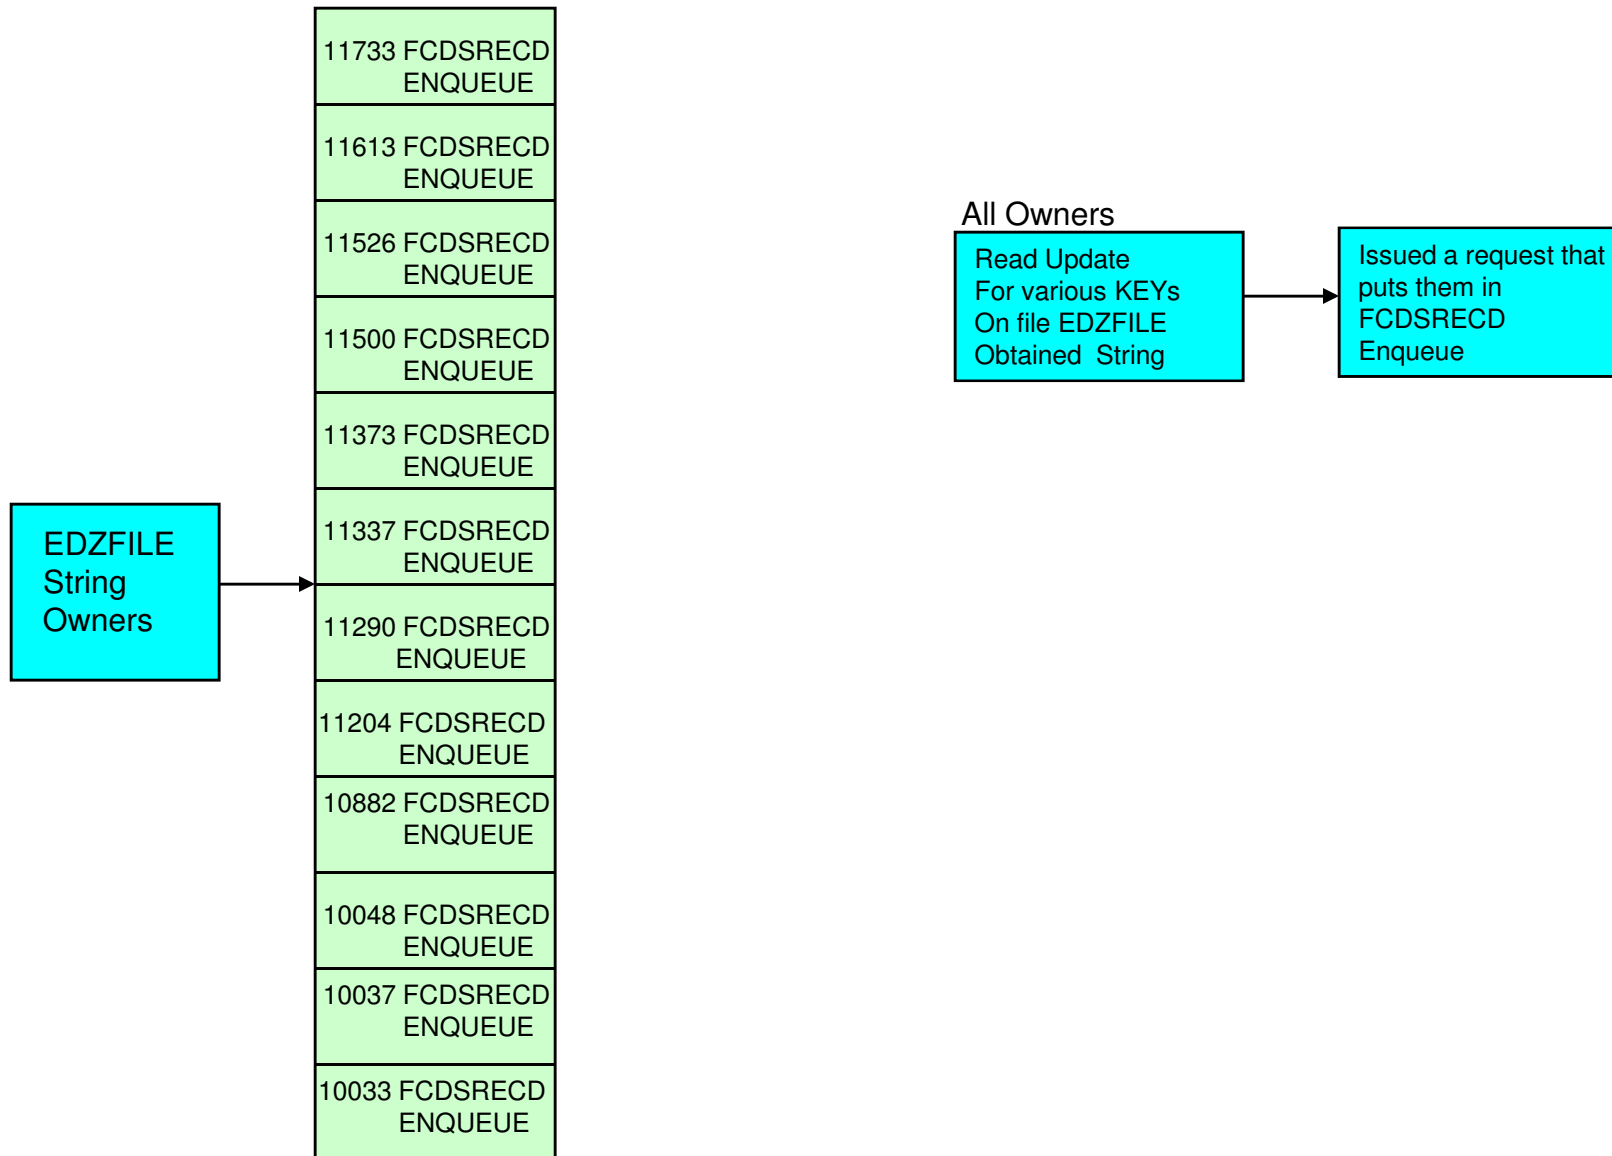 11733 FCDSRECD
ENQUEUE
11613 FCDSRECD
ENQUEUE
11526 FCDSRECD
ENQUEUE
11500 FCDSRECD
ENQUEUE
11373 FCDSRECD
ENQUEUE
11337 FCDSRECD
ENQUEUE
11290 FCDSRECD
ENQUEUE
11204 FCDSRECD
ENQUEUE
10882 FCDSRECD
ENQUEUE
10048 FCDSRECD
ENQUEUE
10037 FCDSRECD
ENQUEUE
10033 FCDSRECD
ENQUEUE
EDZFILE
String
Owners
All Owners
Read Update
For various KEYs
On file EDZFILE
Obtained String
Issued a request that
puts them in
FCDSRECD
Enqueue